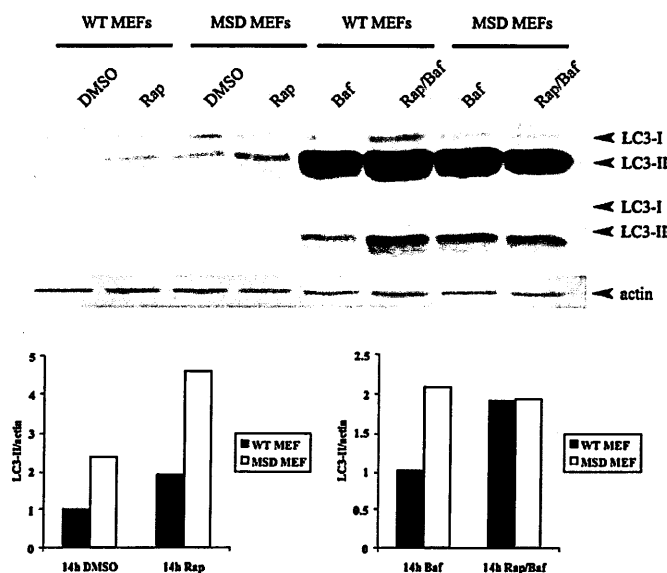 WT MEFs MSD MEFs WT MEFs MSD MEFs
DMSO Rap DMSO Rap Baf Rap/Baf Baf Rap/Baf
LC3-I
LC3-II
LC3-I
LC3-II
actin
LC3-II/actin
5
4
3
2
1
0
14h DMSO 14h Rap
WT MEF
MSD MEF
LC3-II/actin
2.5
2
1.5
1
0.5
0
14h Baf 14h Rap/Baf
WT MEF
MSD MEF